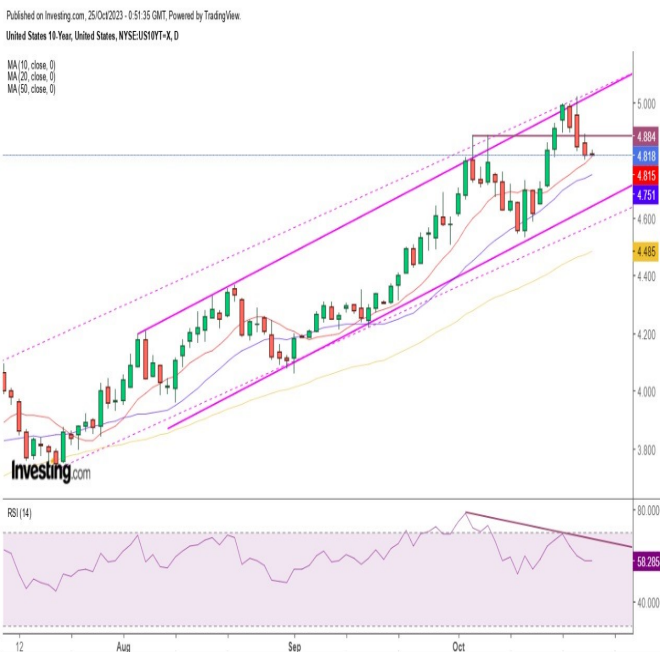 Published on Investing.com, 25/Oct/2023 - 0:51:35 GMT, Powered by TradingView.
United States 10-Year, United States, NYSE:US10YT=X, D
MA (10, close, 0)
MA (20, close, 0)
MA (50, close, 0)
5.000
4.884
4.818
4.815
4.751
4.600
4.485
4.400
4.200
4.000
3.800
Investing.com
RSI (14)
80.000
58.285
40.000
12 Aug Sep Oct